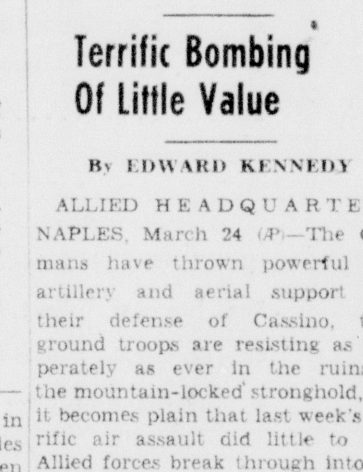 Terrific Bombing
Of Little Value
By EDWARD KENNEDY
ALLIED HEADQUARTE
NAPLES, March 24 (AP)—The
mans have thrown powerful
artillery and aerial support
their defense of Cassino,
ground troops are resisting as
perately as ever in the ruin
the mountain-locked stronghold,
it becomes plain that last week's
rific air assault did little to
Allied forces break through into
in